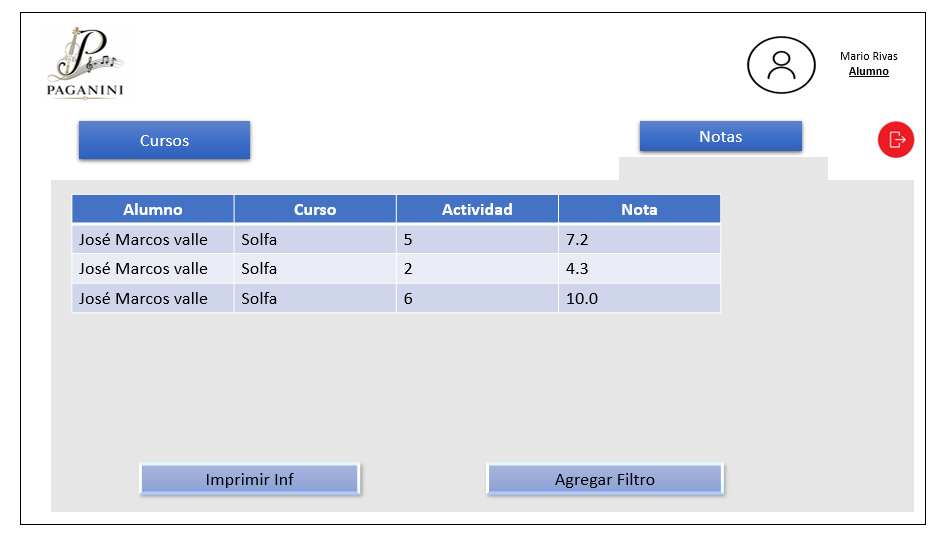 PAGANINI
Mario Rivas
Alumno
Cursos
Notas
Alumno Curso Actividad Nota
José Marcos valle Solfa 5 7.2
José Marcos valle Solfa 2 4.3
José Marcos valle Solfa 6 10.0
Imprimir Inf
Agregar Filtro